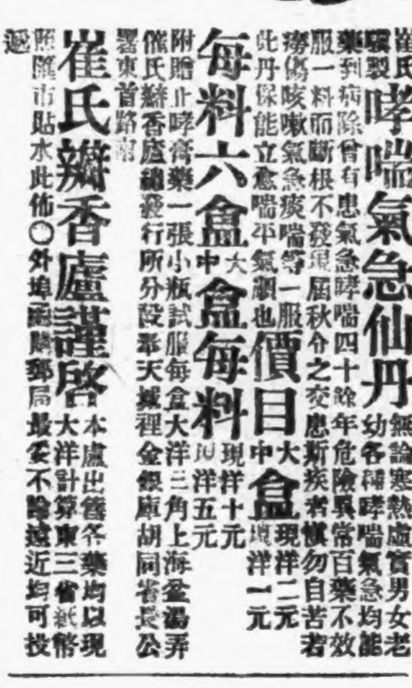 崔氏
製
哮喘氣急仙丹
無論寒熱虛實男女老
幼各種哮喘氣急均能
藥到病除曾有患氣急哮喘四十餘年危險異常百藥不效
服一料而斷根不發現屆秋令之交患斯疾者慎勿自苦若
癆傷咳嗽氣急痰喘等一服
此丹保能立愈喘平氣順也
價目
大
中
盒
現洋二元
現洋一元
每料六盒
大
中
盒每料
現洋十元
現洋五元
附贈止哮膏藥一張小瓶試服每盒大洋三角上海盆湯弄
崔氏瓣香廬總發行所分設奉天城裡金銀庫胡同省長公
署東首路南
崔氏瓣香廬謹啓
本廬出售各藥均以現
大洋計算東三省紙幣
照匯市貼水此佈〇外埠函購郵局最妥不論遠近均可投
遞